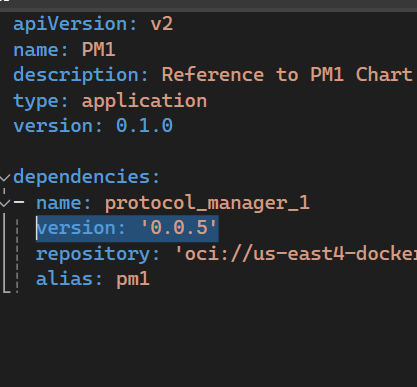 apiVersion: v2
name: PM1
description: Reference to PM1 Chart
type: application
version: 0.1.0
dependencies:
- name: protocol_manager_1
version: '0.0.5'
repository: 'oci://us-east4-docker
alias: pm1